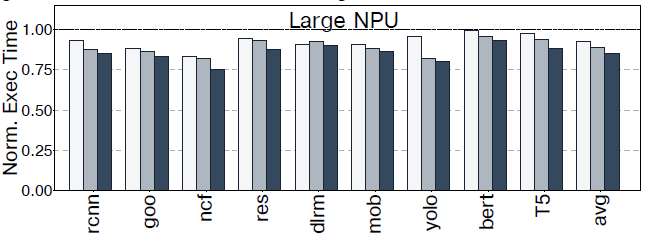 Large NPU
Norm. Exec Time
1.00
0.75
0.50
0.25
0.00
rcnn
goo
ncf
res
dlrm
mob
yolo
bert
T5
avg